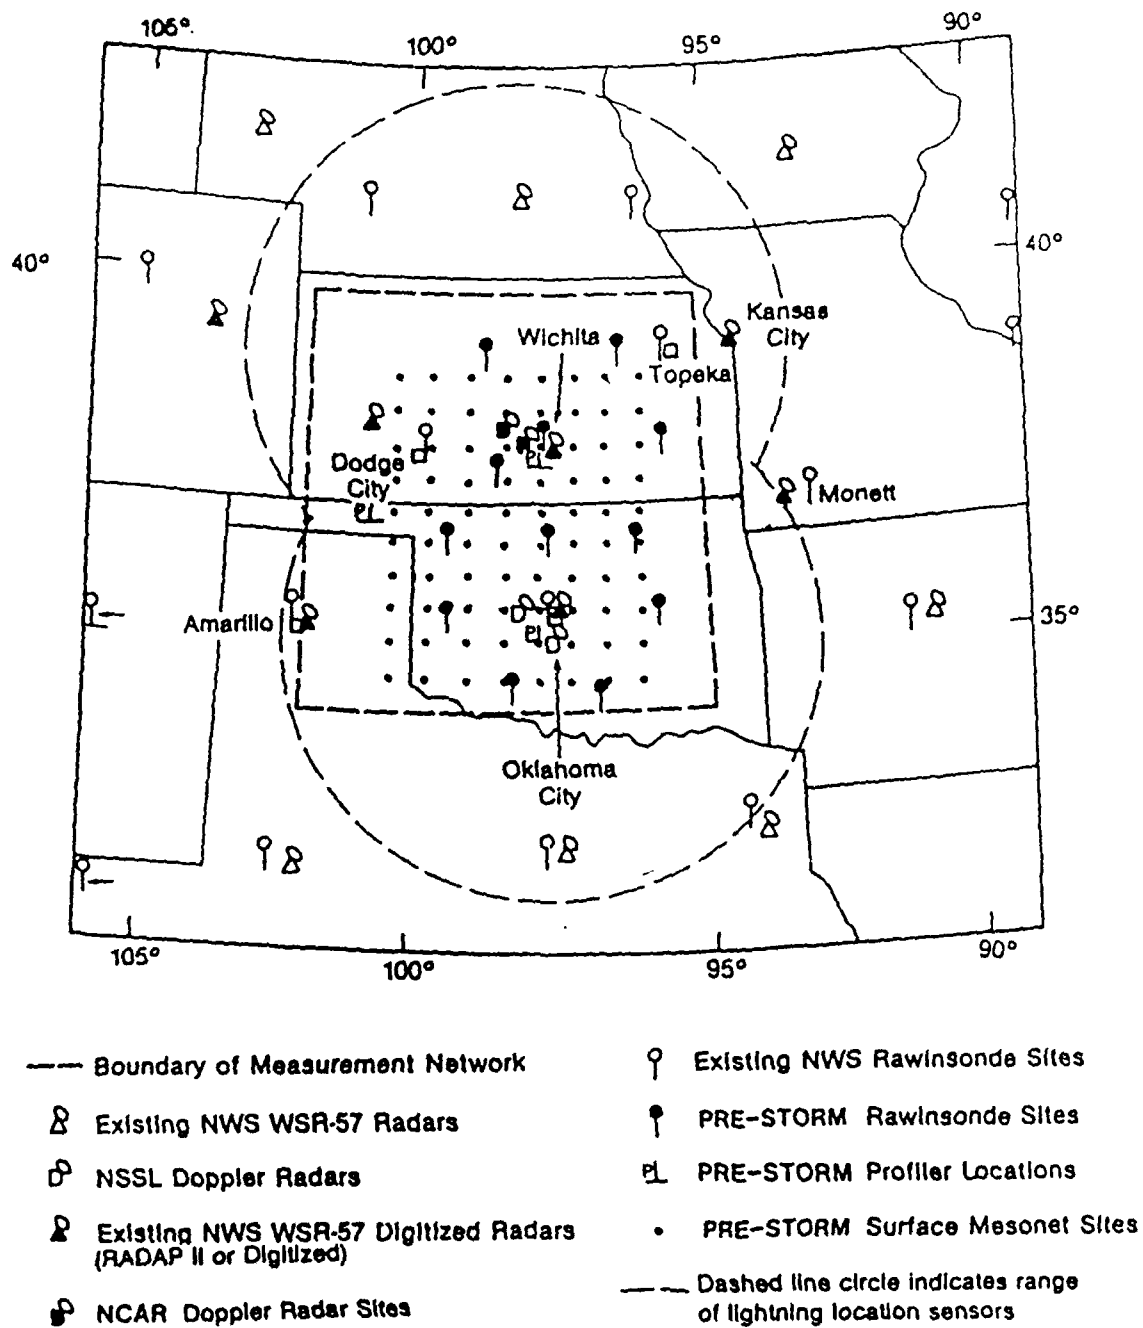 105°.
100°
95°
90°
40°
40°
Kansas
City
Wichita
Topeka
Dodge
City
Monett
Amarillo
35°
Oklahoma
City
105°
100°
95°
90°
Boundary of Measurement Network
Existing NWS WSR-57 Radars
NSSL Doppler Radars
Existing NWS WSR-57 Digitized Radars
(RADAP II or Digitized)
NCAR Doppler Radar Sites
Existing NWS Rawinsonde Sites
PRE-STORM Rawinsonde Sites
PRE-STORM Profiler Locations
PRE-STORM Surface Mesonet Sites
Dashed line circle indicates range
of lightning location sensors